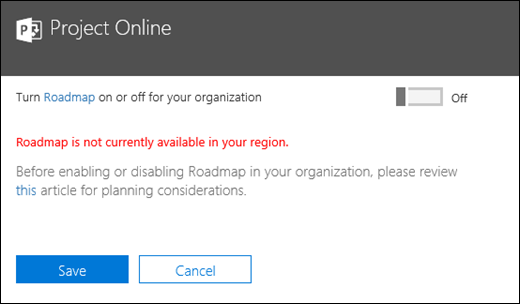 Project Online
Turn Roadmap on or off for your organization
Off
Roadmap is not currently available in your region.
Before enabling or disabling Roadmap in your organization, please review
this article for planning considerations.
Save
Cancel